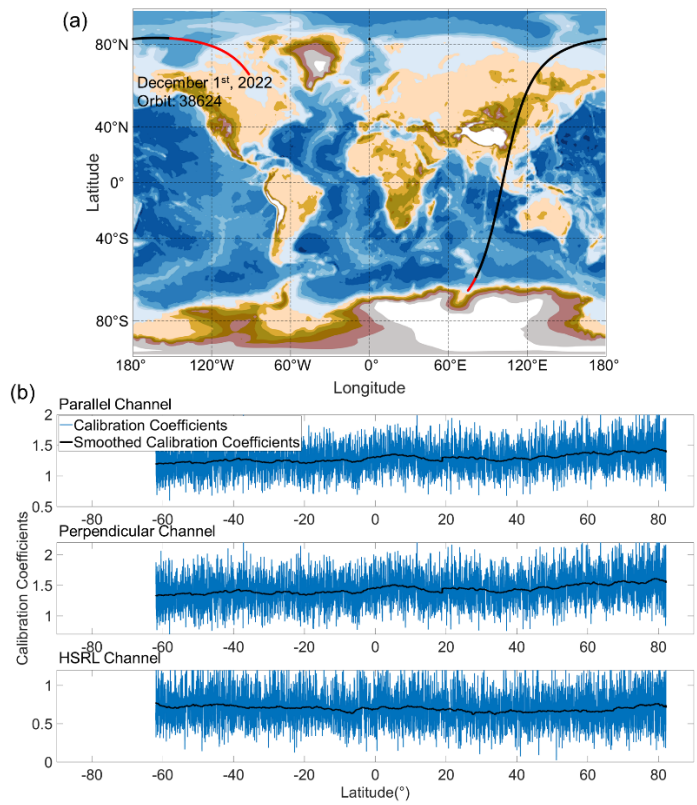 (a)
80°N
December 1st, 2022
Orbit: 38624
40°N
0°
40°S
80°S
Latitude
180° 120°W 60°W 0° 60°E 120°E 180°
Longitude
(b)
Parallel Channel
Calibration Coefficients
Smoothed Calibration Coefficients
2
1.5
1
0.5
-80 -60 -40 -20 0 20 40 60 80
Perpendicular Channel
2
1.5
1
-80 -60 -40 -20 0 20 40 60 80
Calibration Coefficients
HSRL Channel
1
0.5
0
-80 -60 -40 -20 0 20 40 60 80
Latitude(°)